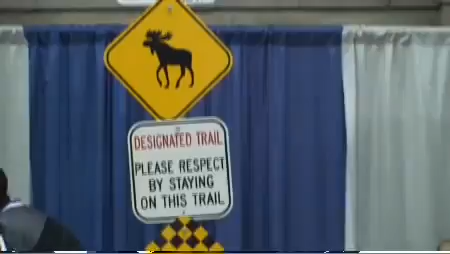 DESIGNATED TRAIL
PLEASE RESPECT
BY STAYING
ON THIS TRAIL